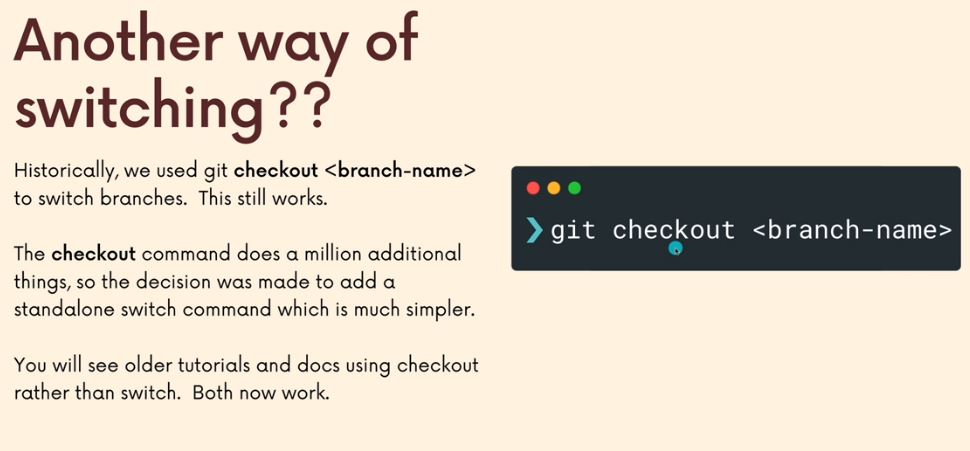 Another way of
switching??
Historically, we used git checkout <branch-name>
to switch branches.  This still works.
The checkout command does a million additional
things, so the decision was made to add a
standalone switch command which is much simpler.
You will see older tutorials and docs using checkout
rather than switch.  Both now work.
❯ git checkout <branch-name>